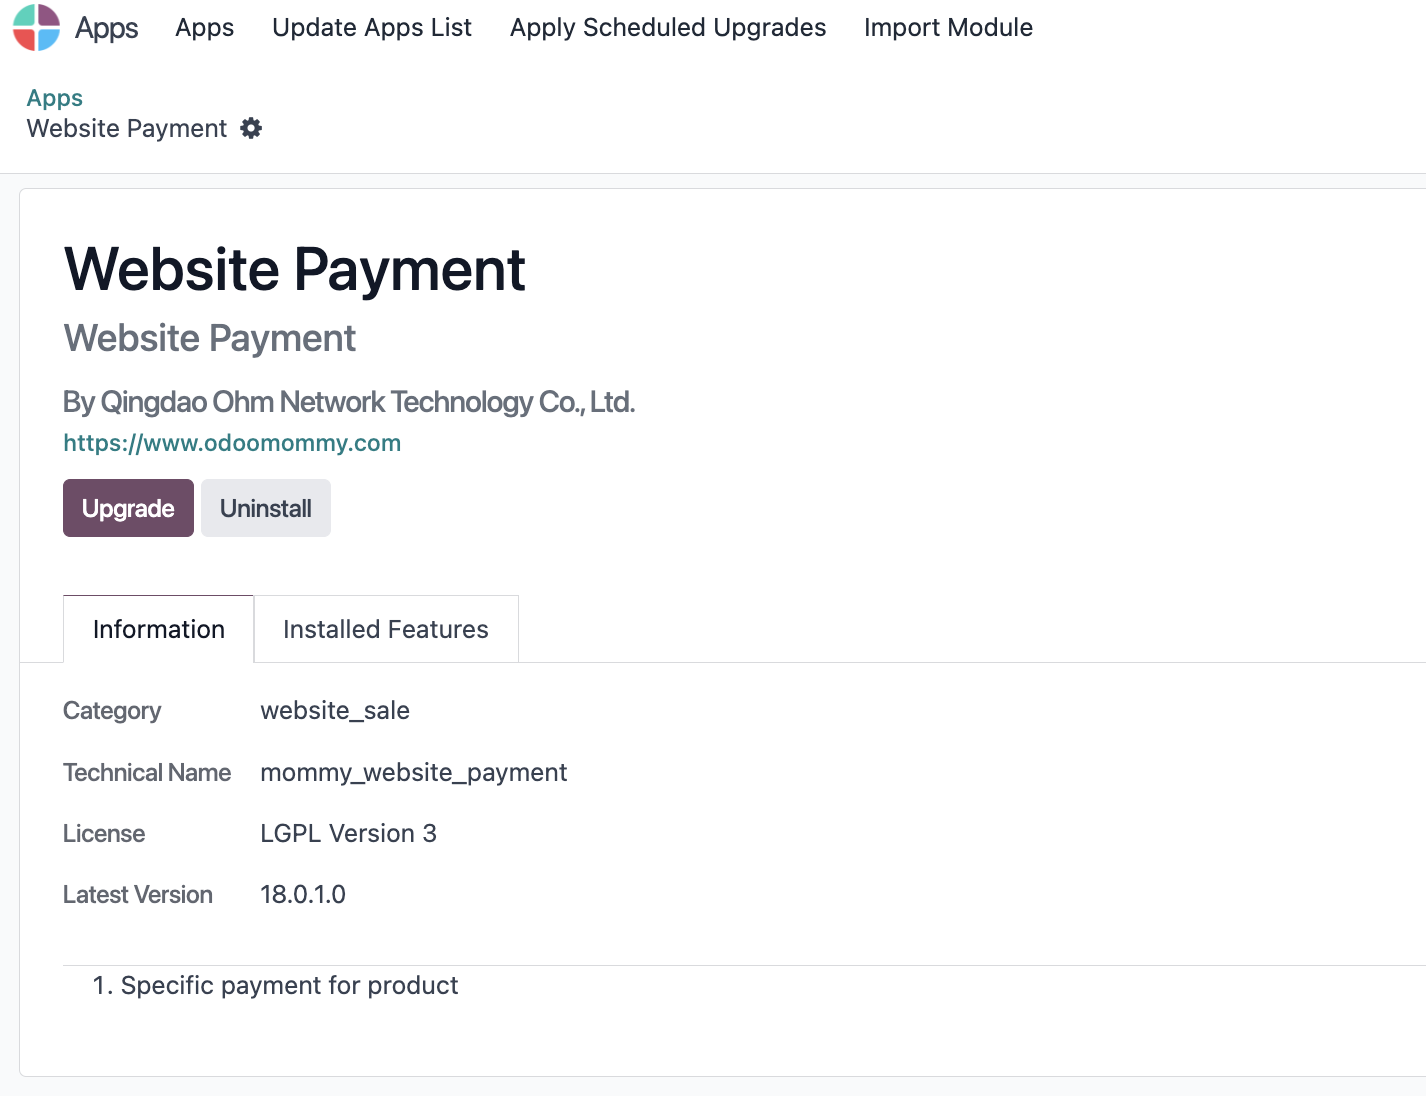 Apps Apps Update Apps List Apply Scheduled Upgrades Import Module
Apps
Website Payment
Website Payment
Website Payment
By Qingdao Ohm Network Technology Co., Ltd.
https://www.odoomommy.com
Upgrade Uninstall
Information Installed Features
Category website_sale
Technical Name mommy_website_payment
License LGPL Version 3
Latest Version 18.0.1.0
1. Specific payment for product